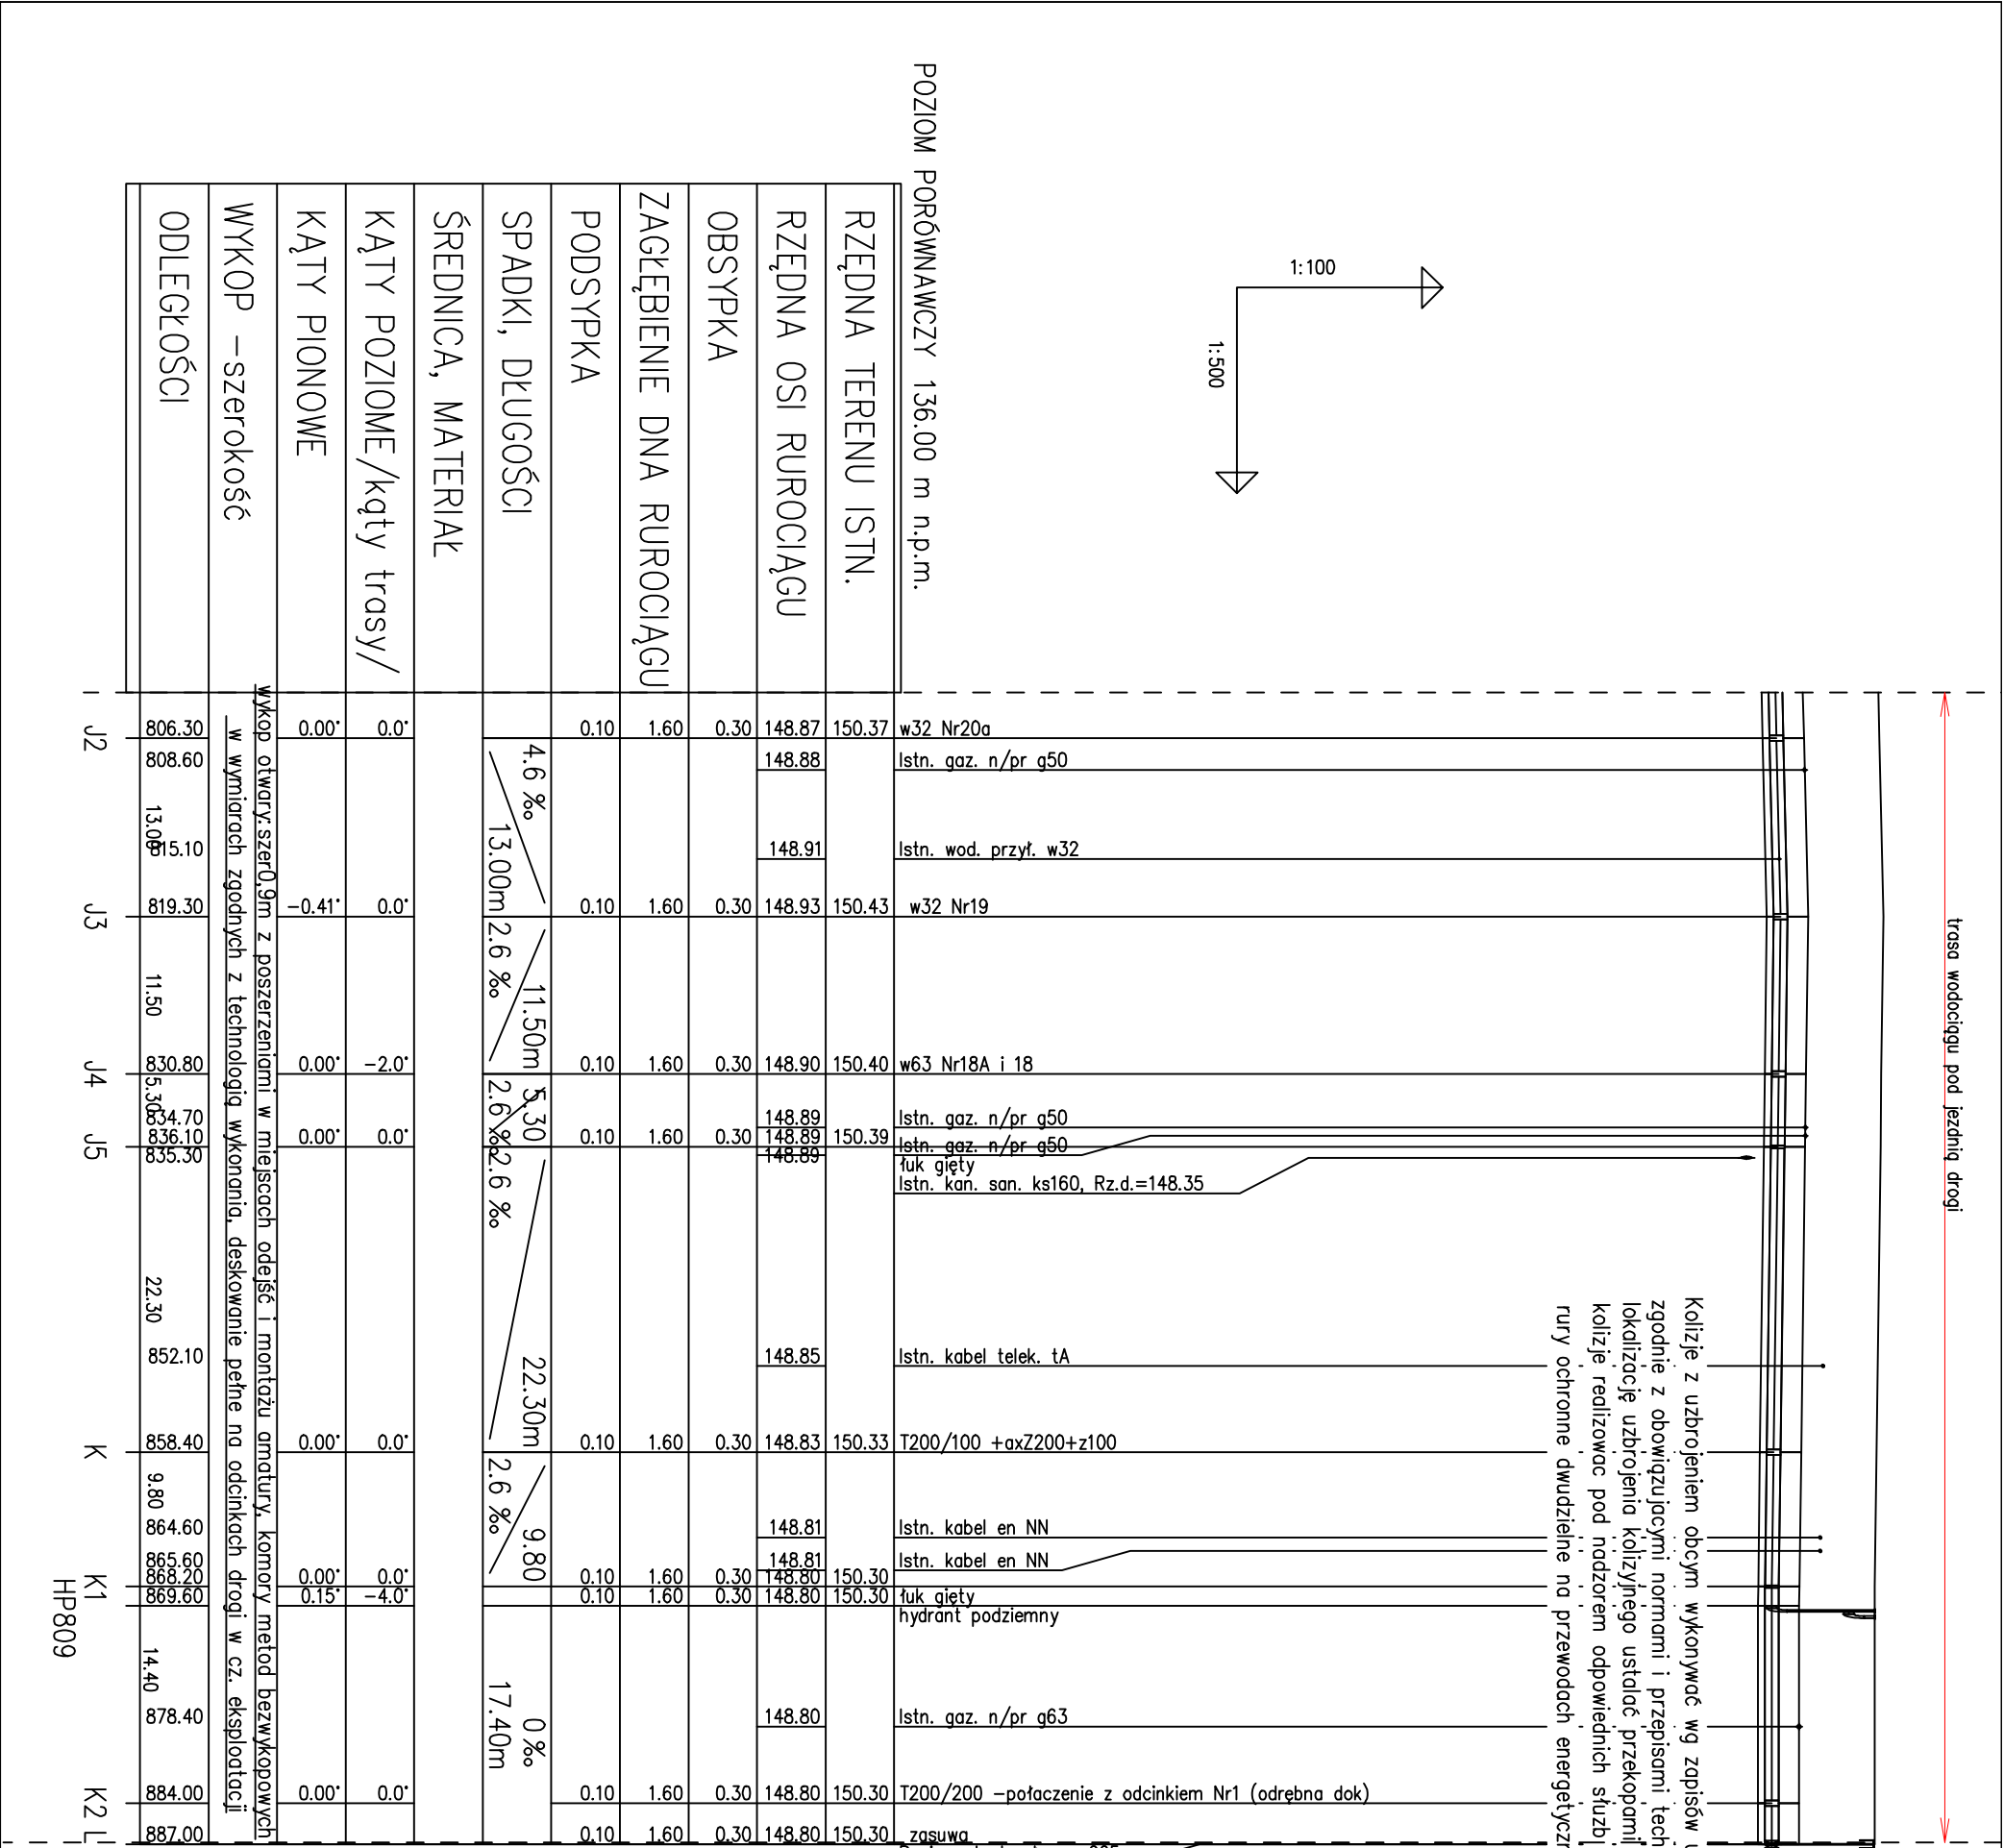 POZIOM PORÓWNAWCZY 136.00 m n.p.m.
1:100
1:500
RZĘDNA TERENU ISTN.
RZĘDNA OSI RUROCIĄGU
OBSYPKA
ZAGŁĘBIENIE DNA RUROCIĄGU
PODSYPKA
SPADKI, DŁUGOŚCI
ŚREDNICA, MATERIAŁ
KĄTY POZIOME/kąty trasy/
KĄTY PIONOWE
WYKOP -szerokość
ODLEGŁOŚCI
trasa wodociągu pod jezdnią drogi
Kolizje z uzbrojeniem obcym wykonywać wg zapisów
zgodnie z obowiązującymi normami i przepisami tech
lokalizację uzbrojenia kolizyjnego ustalać przekopami
kolizje realizowac pod nadzorem odpowiednich służb
rury ochronne dwudzielne na przewodach energetyczn
J2 806.30 0.00° 0.0° 0.10 1.60 0.30 148.87 150.37 w32 Nr20a
808.60 148.88 Istn. gaz. n/pr g50
4.6 ‰ 13.00m
13.00
815.10 148.91 Istn. wod. przył. w32
J3 819.30 -0.41° 0.0° 0.10 1.60 0.30 148.93 150.43 w32 Nr19
2.6 ‰ 11.50m
11.50
J4 830.80 0.00° -2.0° 0.10 1.60 0.30 148.90 150.40 w63 Nr18A i 18
2.6 ‰ 5.30
5.30
834.70 148.89 Istn. gaz. n/pr g50
J5 836.10 0.00° 0.0° 0.10 1.60 0.30 148.89 150.39 Istn. gaz. n/pr g50
835.30 148.89 łuk gięty
Istn. kan. san. ks160, Rz.d.=148.35
2.6 ‰ 22.30m
22.30
852.10 148.85 Istn. kabel telek. tA
K 858.40 0.00° 0.0° 0.10 1.60 0.30 148.83 150.33 T200/100 +axZ200+z100
2.6 ‰ 9.80
9.80
864.60 148.81 Istn. kabel en NN
865.60 148.81 Istn. kabel en NN
K1 868.20 0.00° 0.0° 0.10 1.60 0.30 148.80 150.30
HP809 869.60 0.15° -4.0° 0.10 1.60 0.30 148.80 150.30 łuk gięty
hydrant podziemny
0 ‰ 17.40m
14.40
878.40 148.80 Istn. gaz. n/pr g63
K2 884.00 0.00° 0.0° 0.10 1.60 0.30 148.80 150.30 T200/200 -połaczenie z odcinkiem Nr1 (odrębna dok)
L 887.00 0.10 1.60 0.30 148.80 150.30 zasuwa
wykop otwary:szer0,9m z poszerzeniami w miejscach odejść i montażu amatury, komory metod bezwykopowych
w wymiarach zgodnych z technologią wykonania, deskowanie pełne na odcinkach drogi w cz. eksploatacji